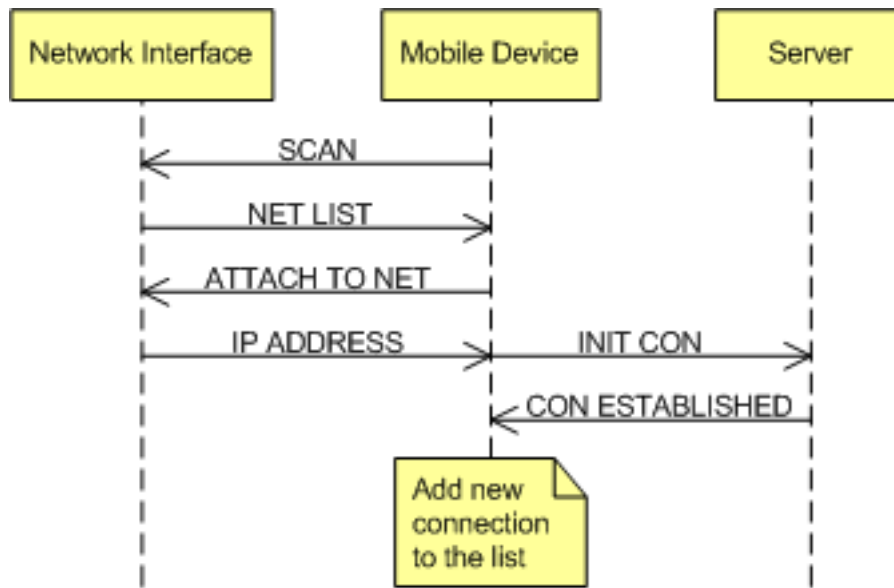 Network Interface
Mobile Device
Server
SCAN
NET LIST
ATTACH TO NET
IP ADDRESS
INIT CON
CON ESTABLISHED
Add new
connection
to the list